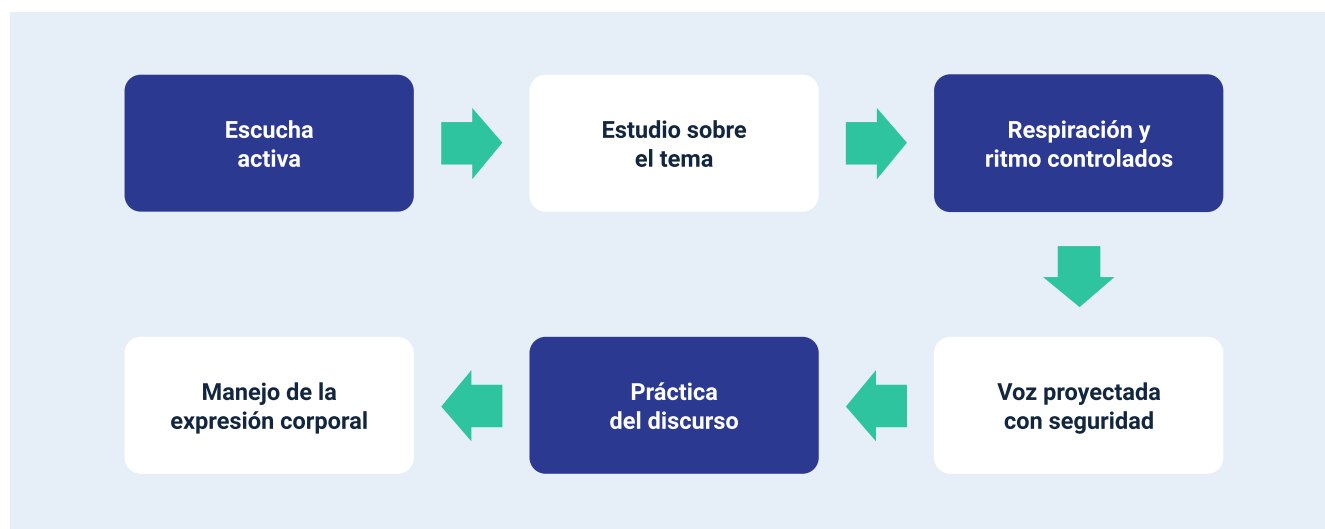 Escucha
activa
Estudio sobre
el tema
Respiración y
ritmo controlados
Voz proyectada
con seguridad
Práctica
del discurso
Manejo de la
expresión corporal